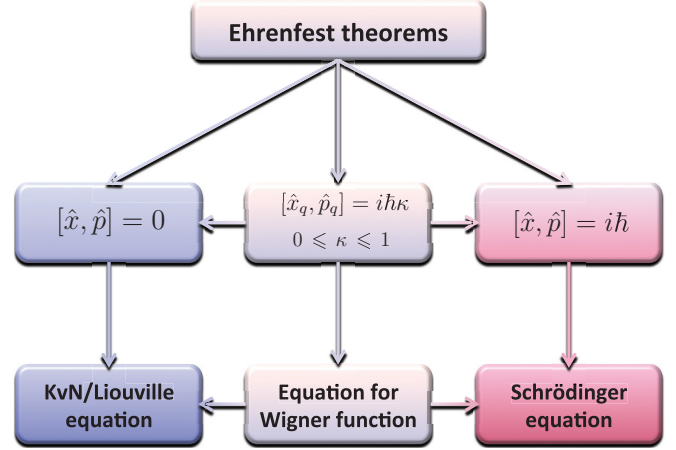 Ehrenfest theorems
[x̂, p̂] = 0
[x̂_q, p̂_q] = iħκ
0 ⩽ κ ⩽ 1
[x̂, p̂] = iħ
KvN/Liouville
equation
Equation for
Wigner function
Schrödinger
equation